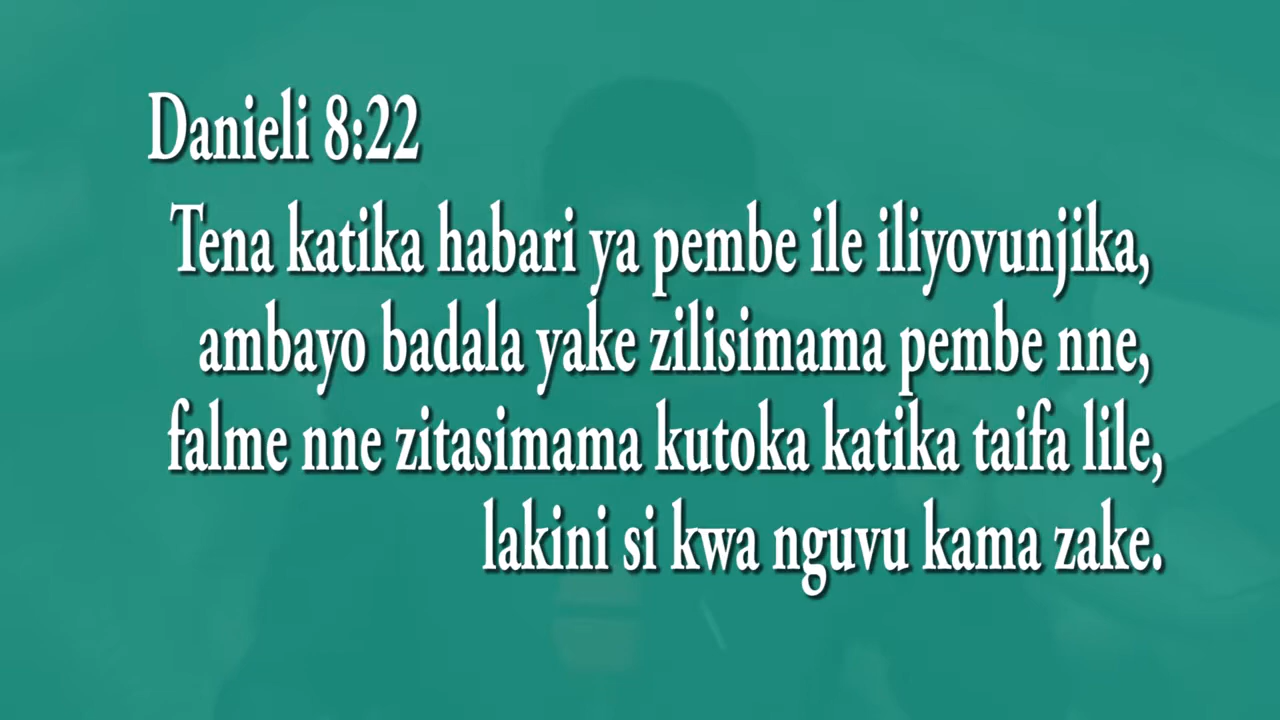 Danieli 8:22
Tena katika habari ya pembe ile iliyovunjika,
ambayo badala yake zilisimama pembe nne,
falme nne zitasimama kutoka katika taifa lile,
lakini si kwa nguvu kama zake.